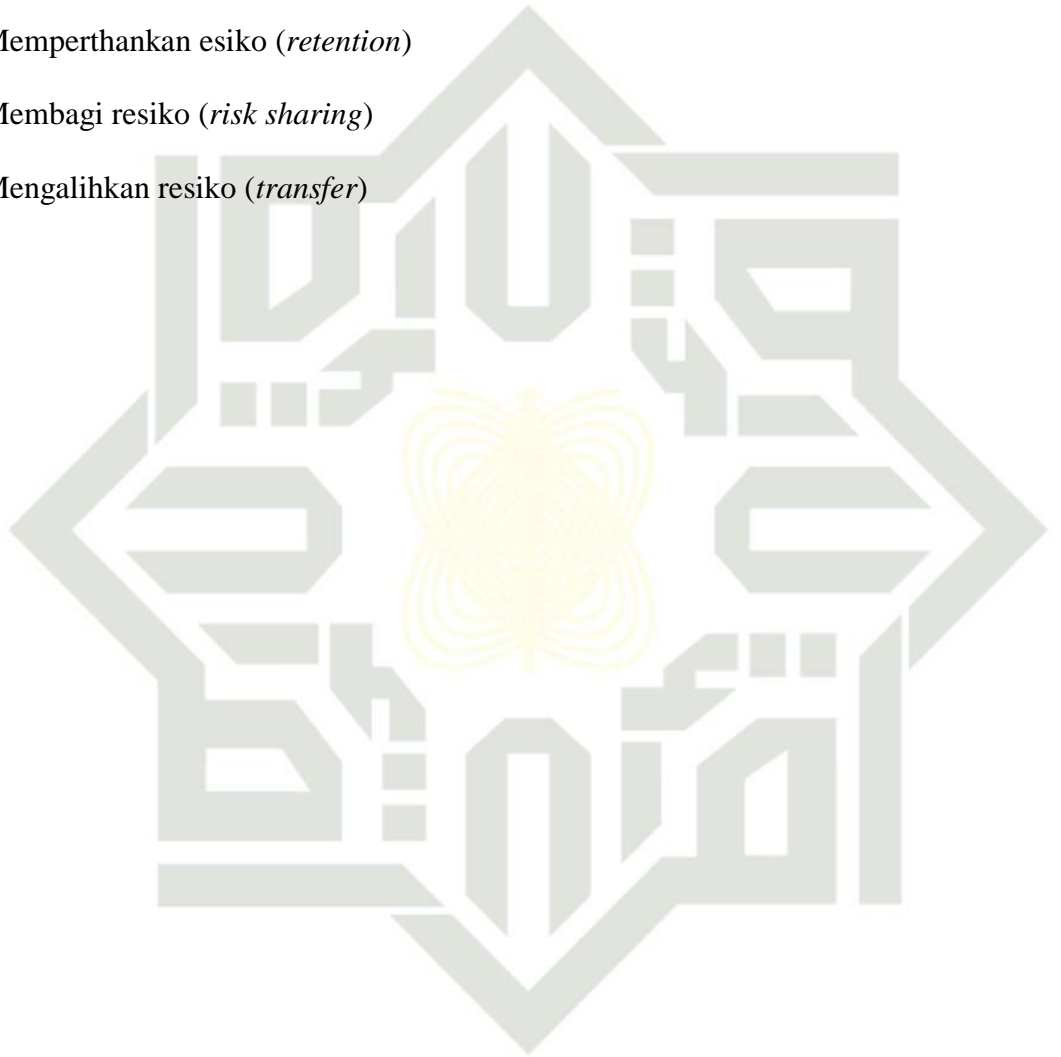 Memperthankan esiko (retention)
Membagi resiko (risk sharing)
Mengalihkan resiko (transfer)